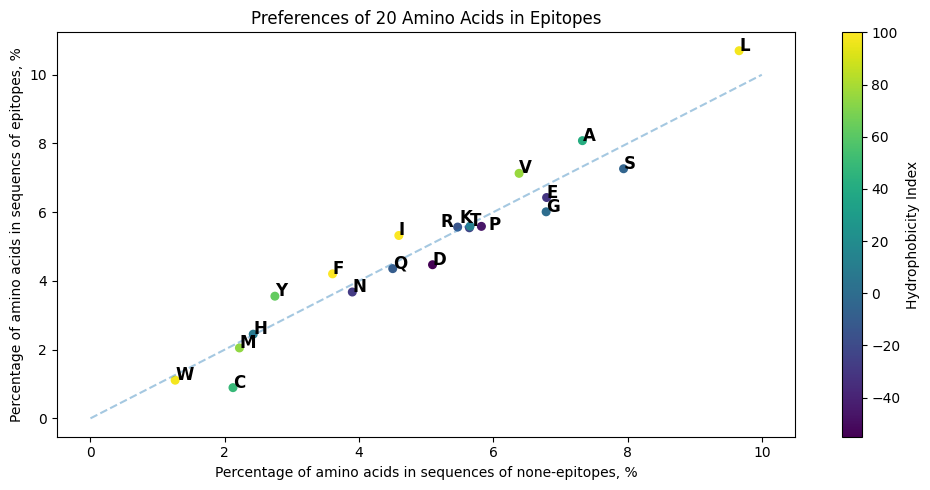 Preferences of 20 Amino Acids in Epitopes
Percentage of amino acids in sequencs of epitopes, %
10
8
6
4
2
0
L
A
V
S
E
G
R
K
T
P
I
D
Q
F
N
Y
H
M
W
C
0
2
4
6
8
10
Percentage of amino acids in sequences of none-epitopes, %
100
80
60
40
20
0
−20
−40
Hydrophobicity Index